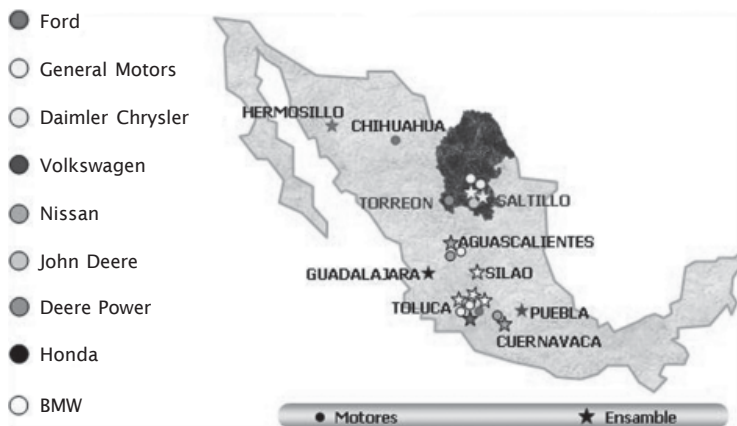 Ford
General Motors
Daimler Chrysler
Volkswagen
Nissan
John Deere
Deere Power
Honda
BMW
HERMOSILLO
CHIHUAHUA
TORREON
SALTILLO
AGUASCALIENTES
GUADALAJARA
SILAO
TOLUCA
PUEBLA
CUERNAVACA
Motores
Ensamble